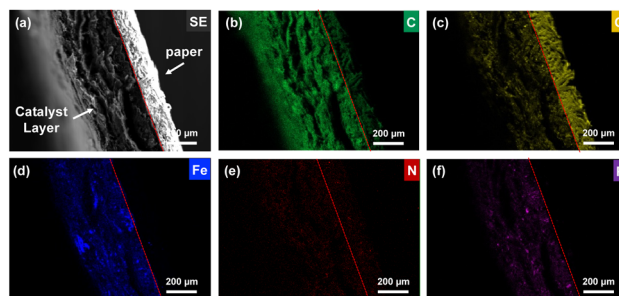 (a) SE
paper
Catalyst
Layer
µm
(b) C
200 µm
(c)
200 µm
(d) Fe
200 µm
(e) N
200 µm
(f)
200 µm